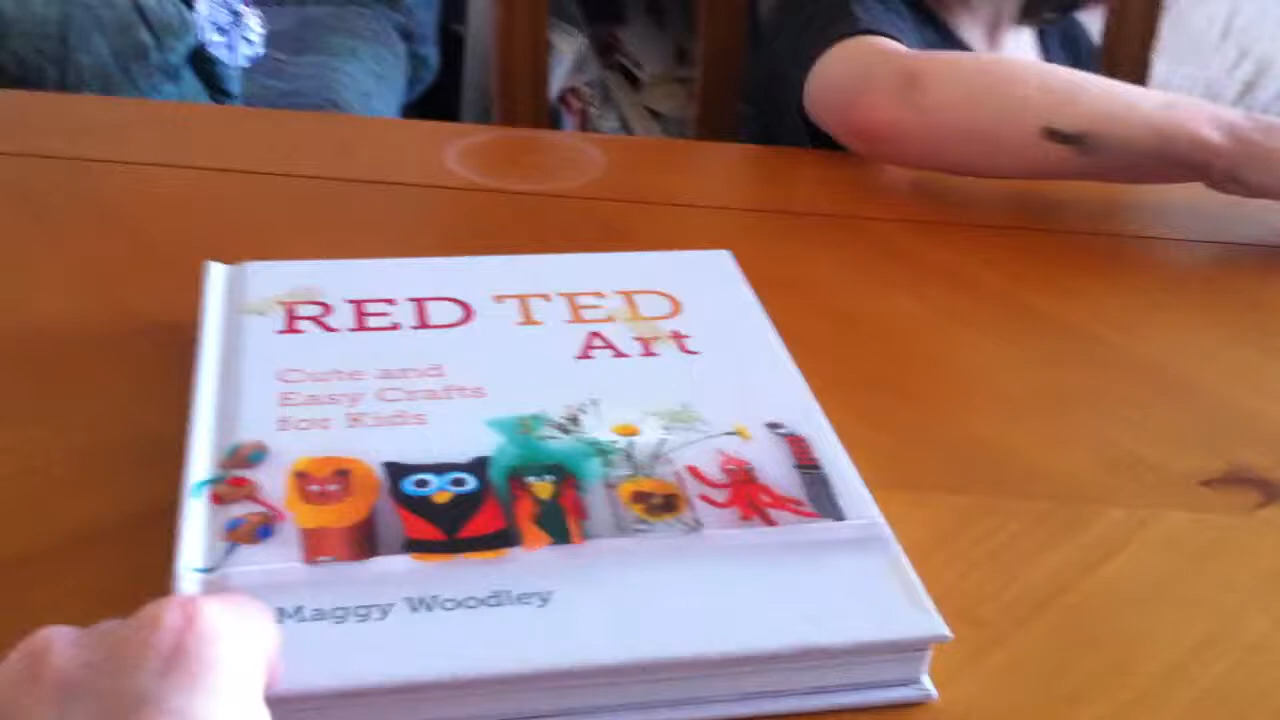 RED TED
Art
Cute and
Easy Crafts
for Kids
Maggy Woodley